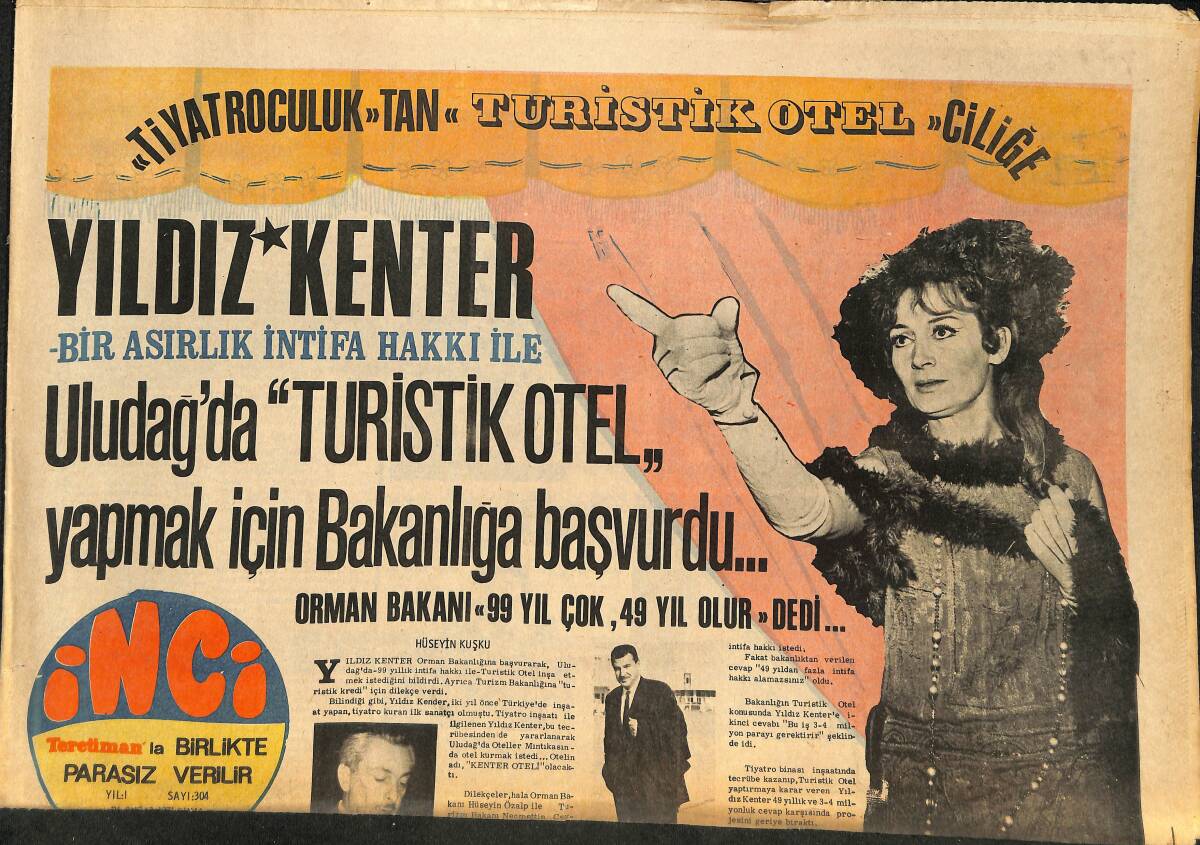 «TİYATROCULUK»TAN « TURİSTİK OTEL »CİLİĞE
YILDIZ★KENTER
-BİR ASIRLIK İNTİFA HAKKI İLE
Uludağ'da “TURİSTİK OTEL„
yapmak için Bakanlığa başvurdu...
ORMAN BAKANI «99 YIL ÇOK, 49 YIL OLUR » DEDİ...
HÜSEYİN KUŞKU
YILDIZ KENTER Orman Bakanlığına başvurarak, Ulu-
dağ'da-99 yıllık intifa hakkı ile-Turistik Otel inşa et-
mek istediğini bildirdi. Ayrıca Turizm Bakanlığına "tu-
ristik kredi" için dilekçe verdi.
Bilindiği gibi, Yıldız Kender, iki yıl önce Türkiye'de inşa-
at yapan, tiyatro kuran ilk sanatçı olmuştu. Tiyatro inşaatı ile
ilgilenen Yıldız Kenter, bu tec-
rübesinden de yararlanarak
Uludağ'da Oteller Mıntıkasın-
da otel kurmak istedi... Otelin
adı, "KENTER OTELİ" olacak-
tı.
Dilekçeler, hala Orman Ba-
kanı Hüseyin Özalp ile Tu-
rizm Bakanı Necmettin
intifa hakkı istedi.
Fakat bakanlıktan verilen
cevap "49 yıldan fazla intifa
hakkı alamazsınız" oldu.
Bakanlığın Turistik Otel
konusunda Yıldız Kenter'e i-
kinci cevabı "Bu iş 3-4 mil-
yon parayı gerektirir" şeklin-
de idi.
Tiyatro binası inşaatında
tecrübe kazanıp, Turistik Otel
yaptırmaya karar veren Yıl-
dız Kenter 49 yıllık ve 3-4 mil-
yonluk cevap karşısında pro-
jesini geriye bıraktı.
iNCi
Teretiman'la BİRLİKTE
PARASIZ VERİLİR
YIL:1 SAYI:304